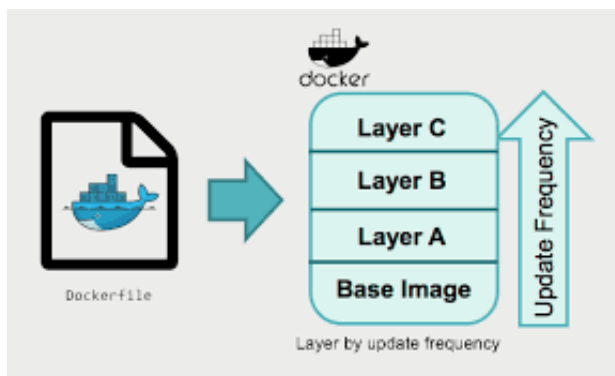 docker
Layer C
Layer B
Layer A
Base Image
Update Frequency
Dockerfile
Layer by update frequency